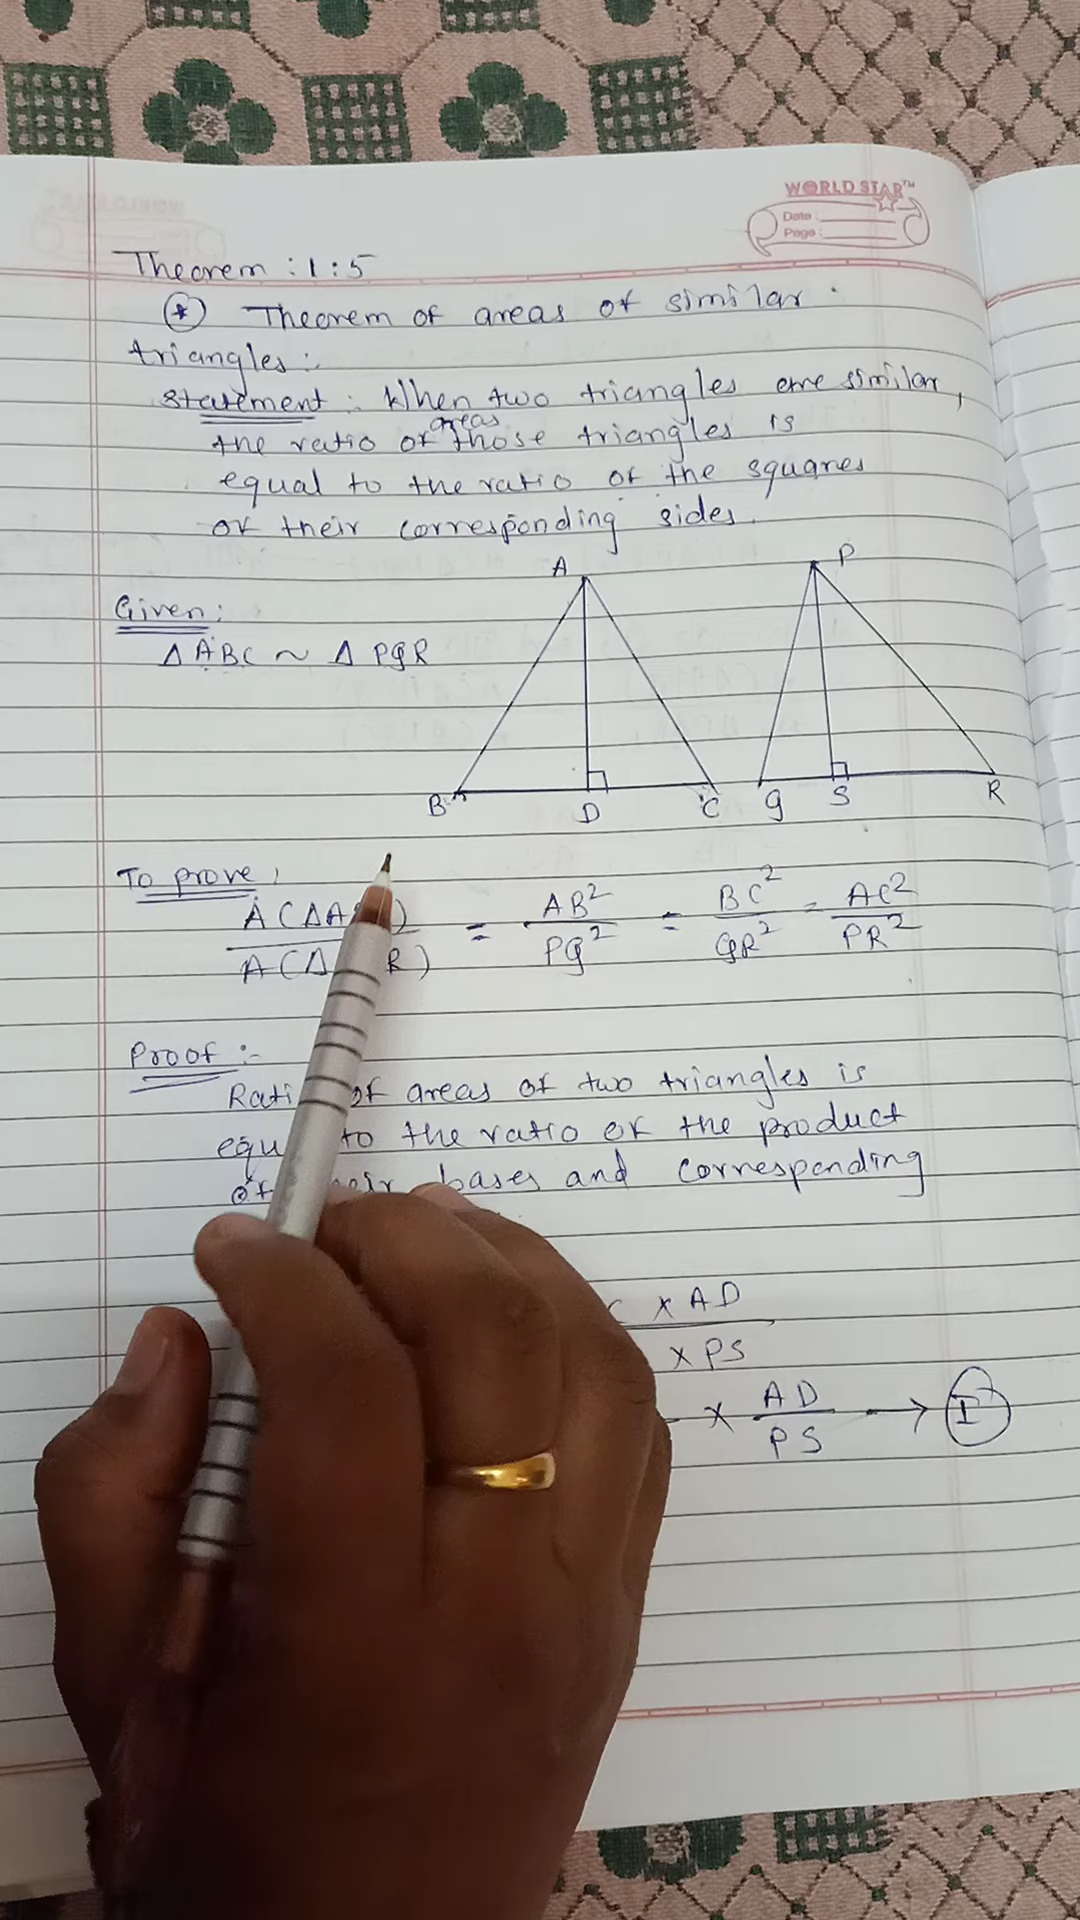 WORLD STAR™
Date :
Page :
Theorem : 1 : 5
* Theorem of areas of similar
triangles :
Statement : When two triangles are similar,
areas
the ratio of those triangles is
equal to the ratio of the squares
of their corresponding sides.
A
P
Given :
Δ ABC ~ Δ PQR
B
D
C
Q
S
R
To prove :
A(ΔA ) = AB² = BC² = AC²
A(Δ R) PQ² QR² PR²
Proof :-
of areas of two triangles is
to the ratio of the product
bases and corresponding
x AD
x PS
x AD → I
PS